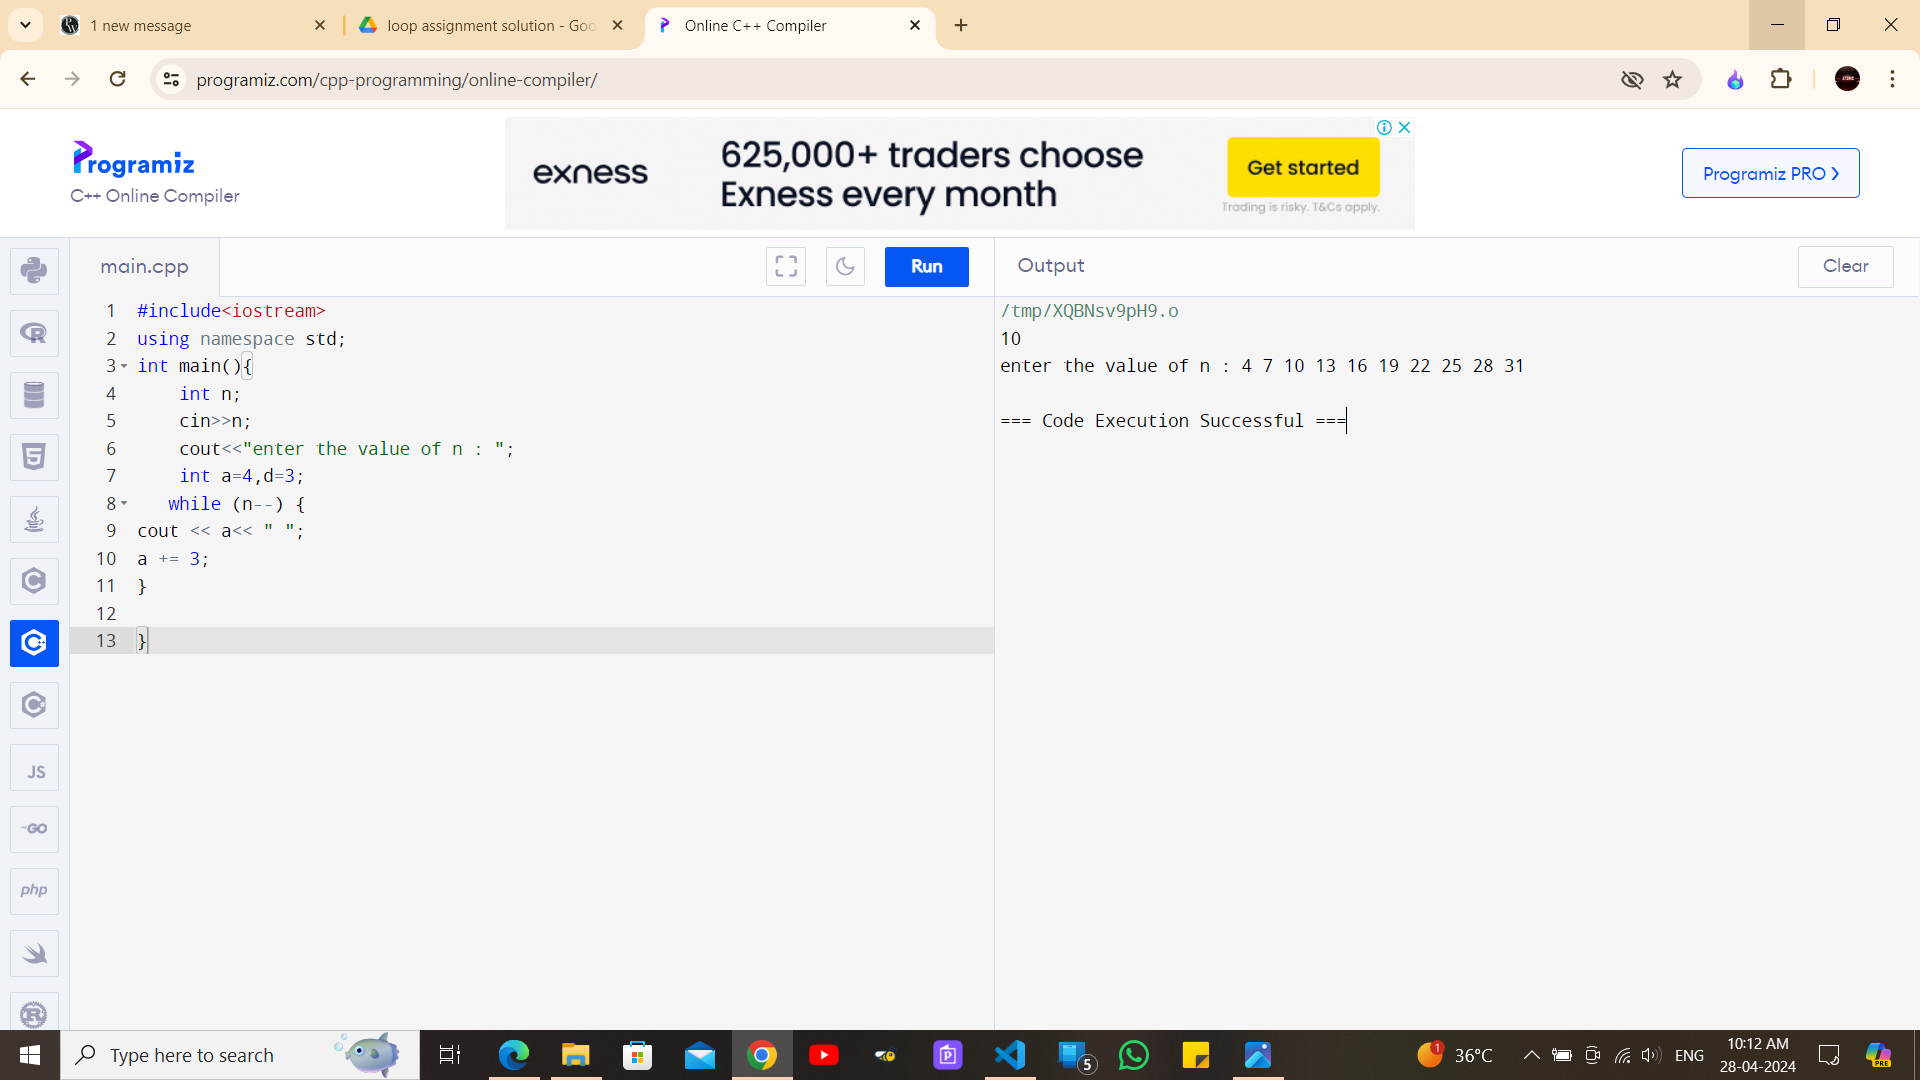 1 new message
loop assignment solution - Goo
Online C++ Compiler
programiz.com/cpp-programming/online-compiler/
Programiz
C++ Online Compiler
exness
625,000+ traders choose
Exness every month
Get started
Trading is risky. T&Cs apply.
Programiz PRO
main.cpp
Run
Output
Clear
1 #include<iostream>
2 using namespace std;
3 int main(){
4 int n;
5 cin>>n;
6 cout<<"enter the value of n : ";
7 int a=4,d=3;
8 while (n--) {
9 cout << a<< " ";
10 a += 3;
11 }
12
13 }
/tmp/XQBNsv9pH9.o
10
enter the value of n : 4 7 10 13 16 19 22 25 28 31
=== Code Execution Successful ===
JS
GO
php
Type here to search
5
1
36°C
ENG
10:12 AM
28-04-2024
PRE